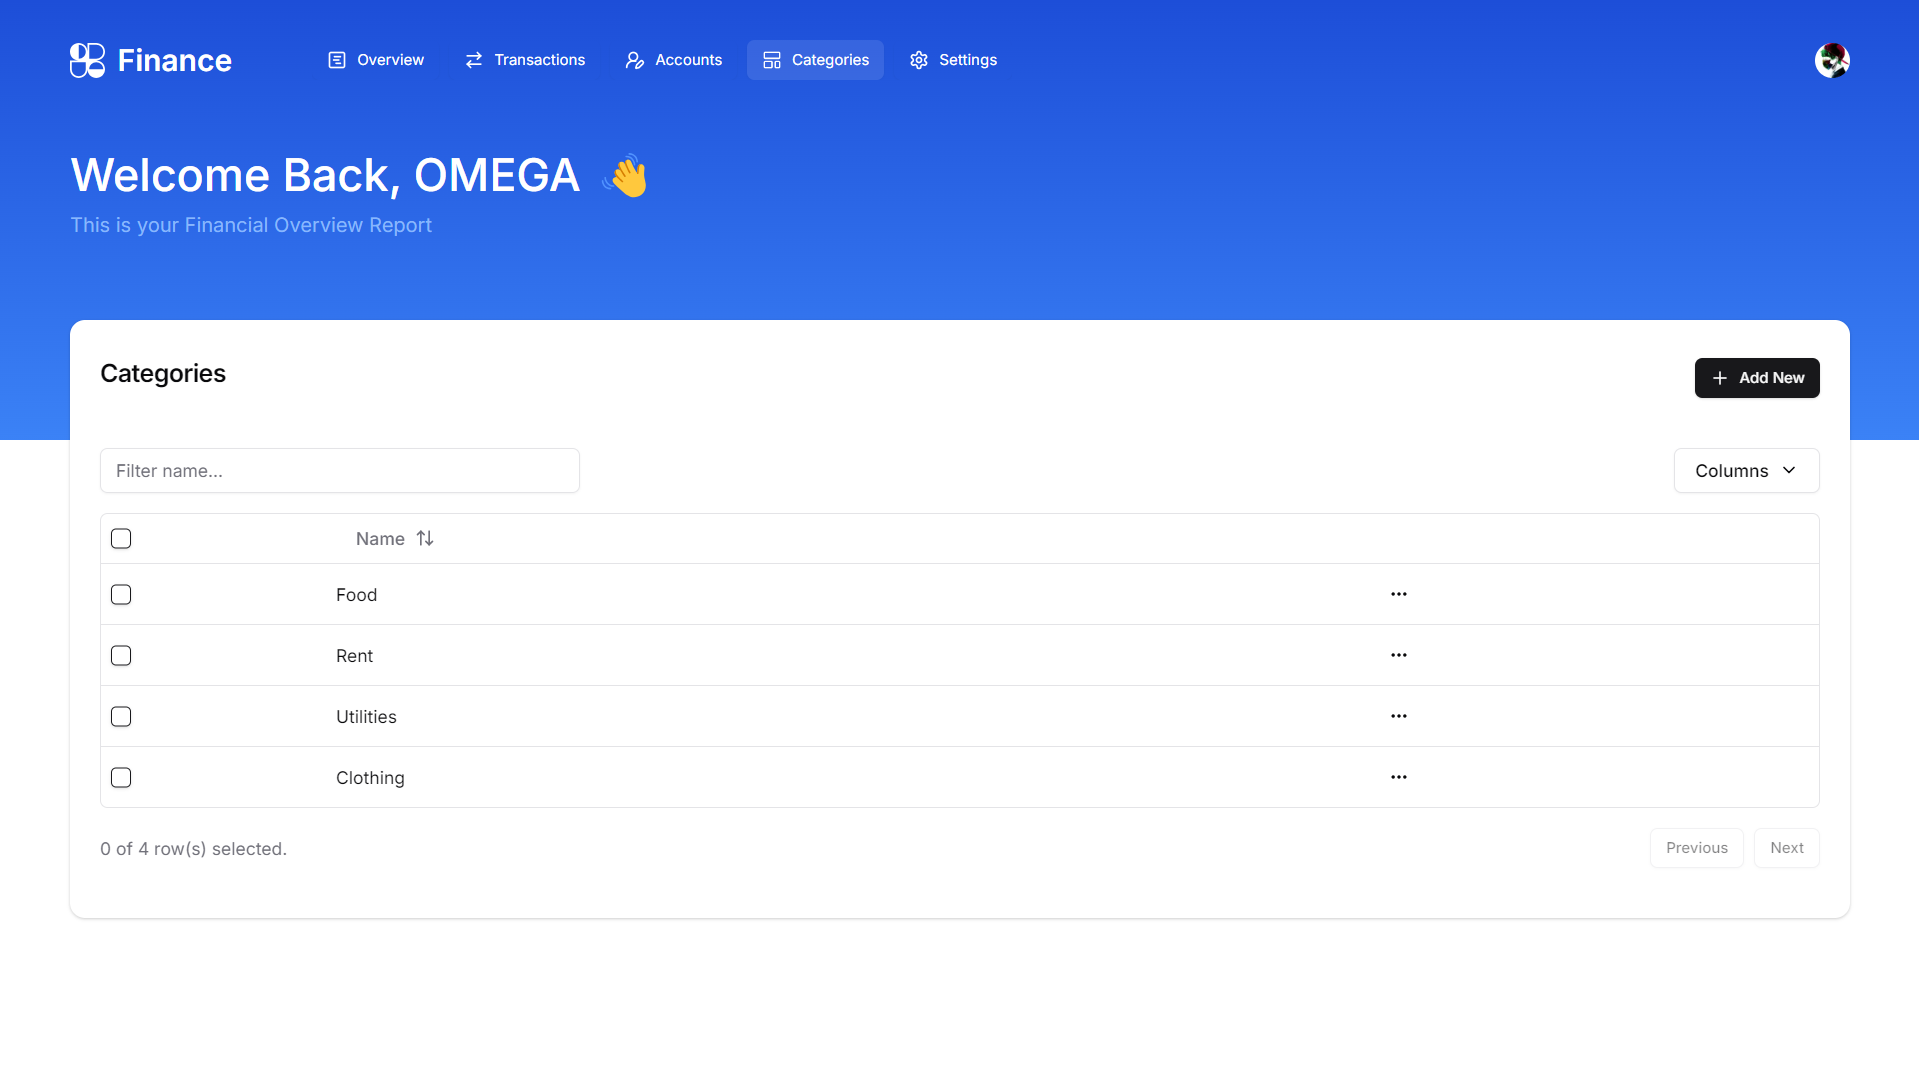 Finance
Overview
Transactions
Accounts
Categories
Settings
Welcome Back, OMEGA 👋
This is your Financial Overview Report
Categories
Add New
Filter name...
Columns
Name
Food
Rent
Utilities
Clothing
0 of 4 row(s) selected.
Previous
Next